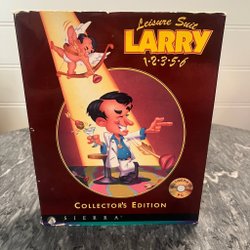 Leisure Suit
LARRY
1·2·3·5·6
COLLECTOR'S EDITION
SIERRA